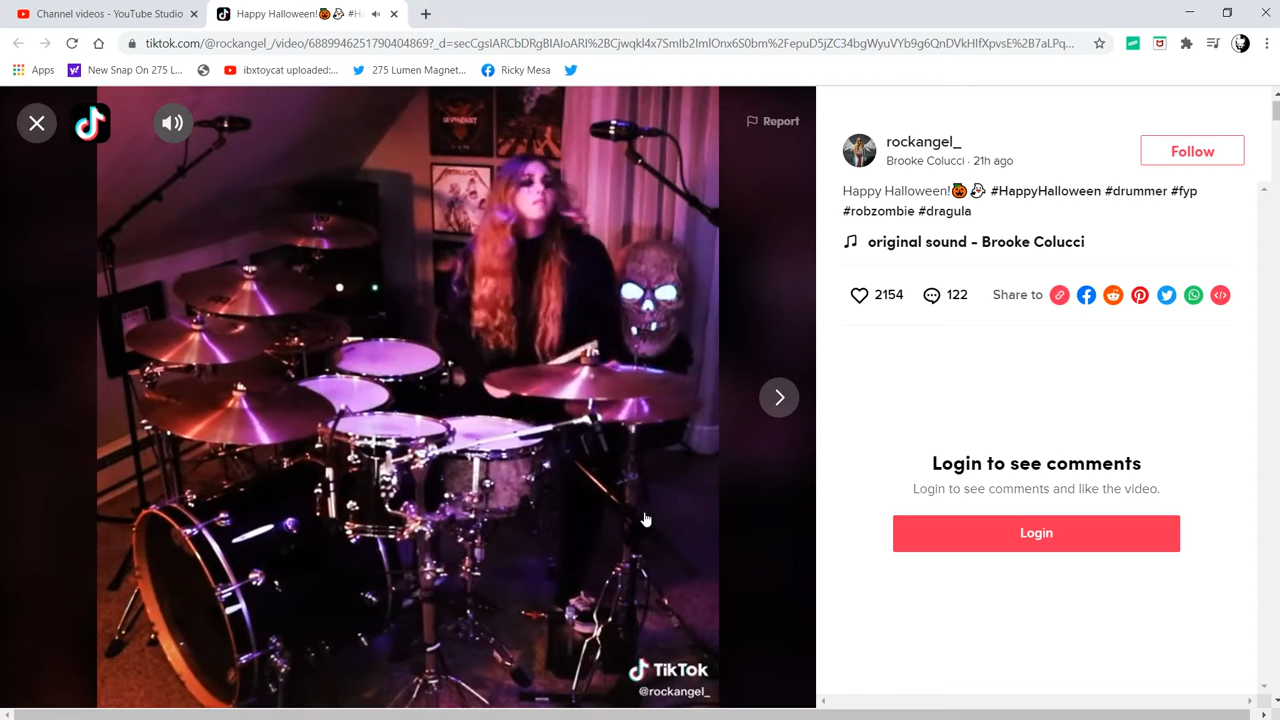 Channel videos - YouTube Studio
Happy Halloween!🎃👻 #Ha
tiktok.com/@rockangel_/video/6889946251790404869?_d=secCgsIARCbDRgBIAIoARI%2BCjwqkl4x7SmIb2ImlOnx6S0bm%2FepuD5jZC34bgWyuVYb9g6QnDVkHIfXpvsE%2B7aLPq...
Apps
New Snap On 275 L...
ibxtoycat uploaded:...
275 Lumen Magnet...
Ricky Mesa
Report
SEVENDUST
METALLICA
rockangel_
Brooke Colucci · 21h ago
Follow
Happy Halloween!🎃👻 #HappyHalloween #drummer #fyp
#robzombie #dragula
original sound - Brooke Colucci
2154
122
Share to
Login to see comments
Login to see comments and like the video.
Login
TikTok
@rockangel_